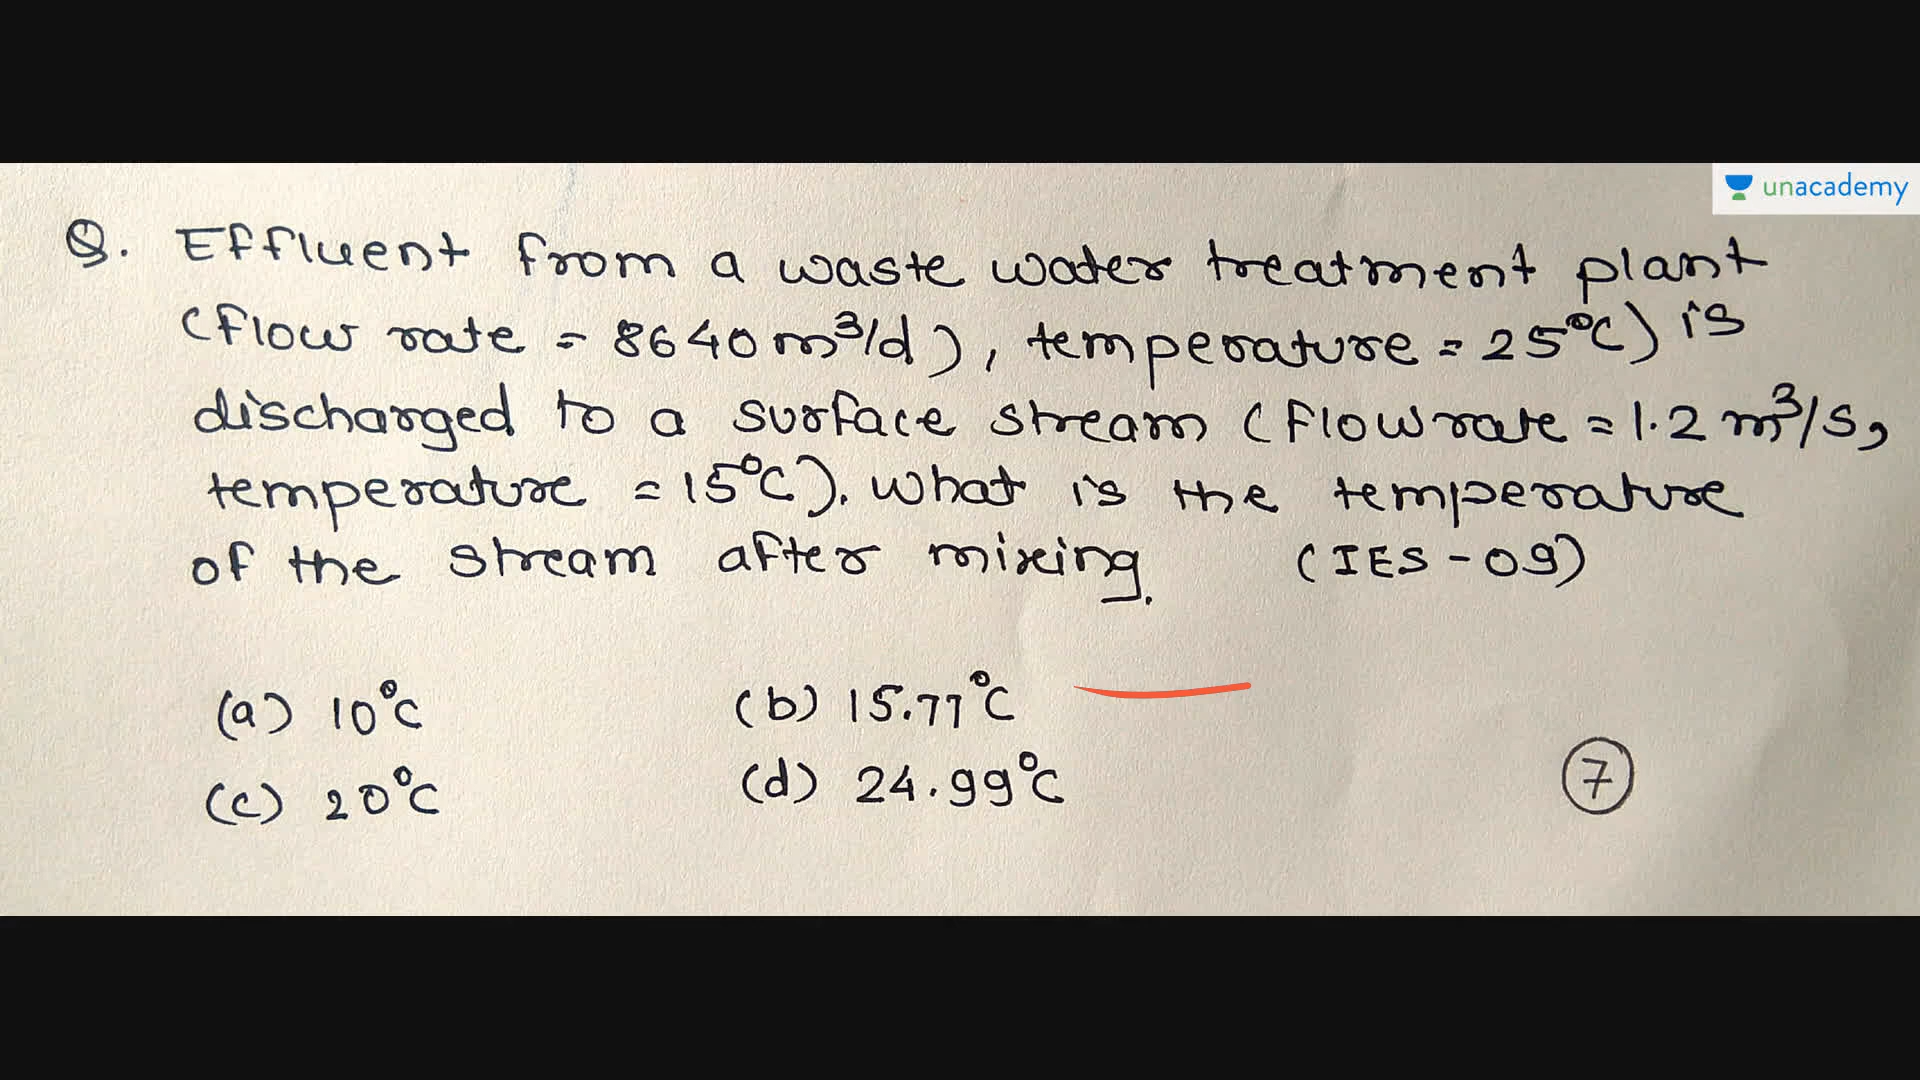 unacademy
Q. Effluent from a waste water treatment plant
(flow rate = 8640 m³/d), temperature = 25°C) is
discharged to a surface stream (flow rate = 1.2 m³/s,
temperature = 15°C). What is the temperature
of the stream after mixing. (IES - 09)
(a) 10°C (b) 15.77°C
(c) 20°C (d) 24.99°C
7